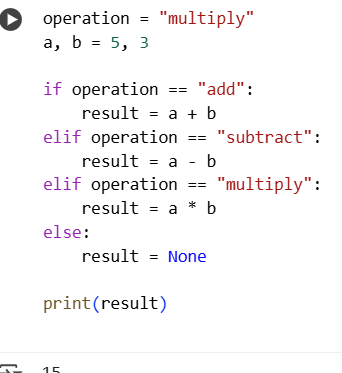 operation = "multiply"
a, b = 5, 3

if operation == "add":
    result = a + b
elif operation == "subtract":
    result = a - b
elif operation == "multiply":
    result = a * b
else:
    result = None

print(result)

15